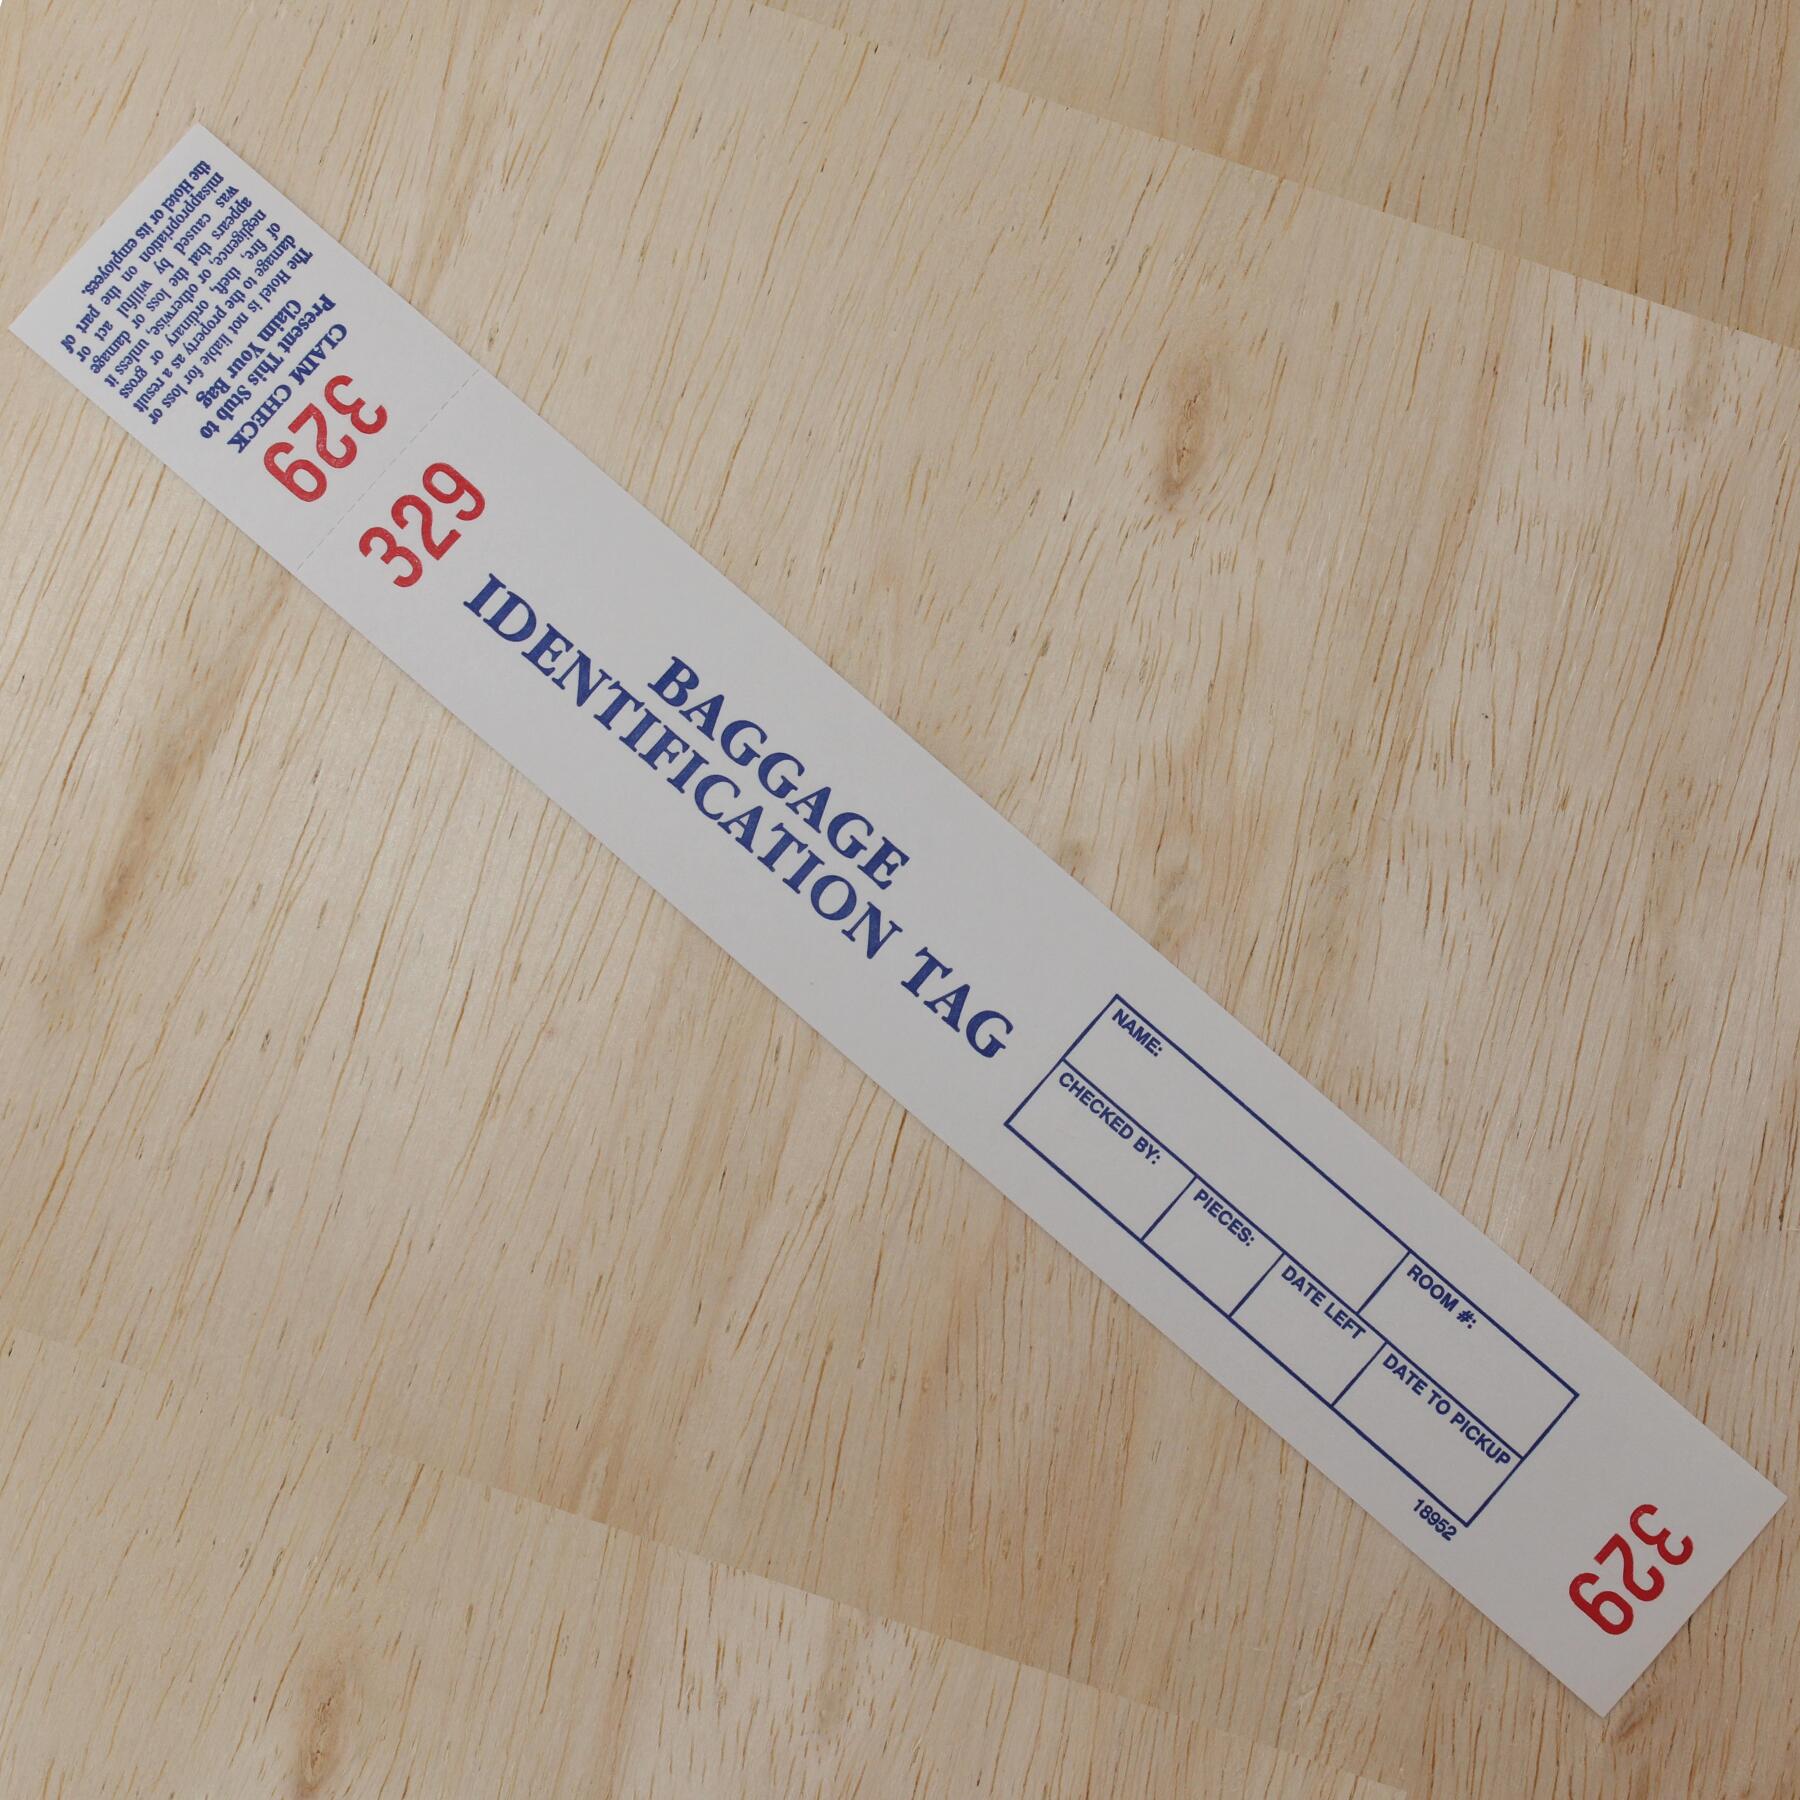 the Hotel or its employees.
misappropriation on the part of
was caused by willful act or
appears that the loss or damage
negligence, or otherwise, unless it
of fire, theft, ordinary or gross
damage to the property as a result
The Hotel is not liable for loss or
Claim Your Bag
Present This Stub to
CLAIM CHECK
329
329
BAGGAGE
IDENTIFICATION TAG
NAME:
ROOM #:
CHECKED BY:
PIECES:
DATE LEFT
DATE TO PICKUP
18952
329